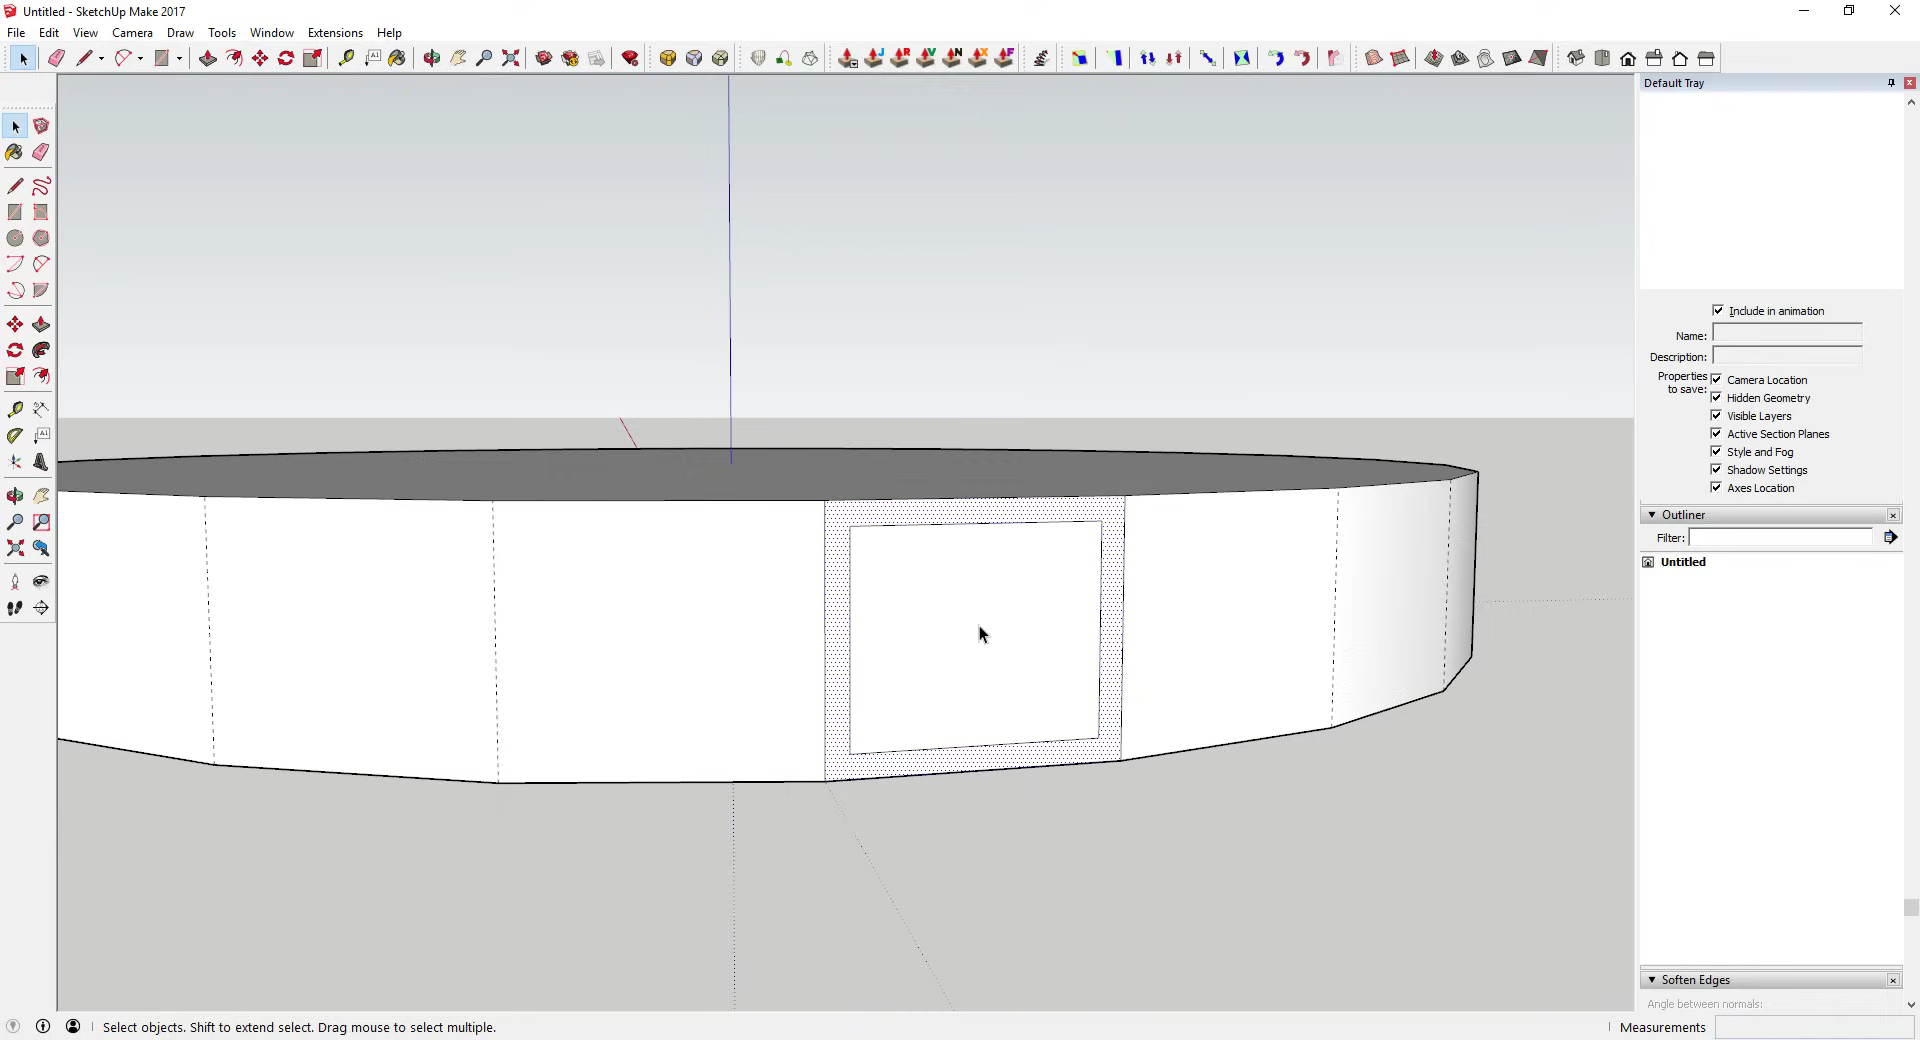 Untitled - SketchUp Make 2017
File Edit View Camera Draw Tools Window Extensions Help
J R V N X F
Default Tray
Include in animation
Name:
Description:
Properties to save:
Camera Location
Hidden Geometry
Visible Layers
Active Section Planes
Style and Fog
Shadow Settings
Axes Location
Outliner
Filter:
Untitled
Soften Edges
Angle between normals:
Select objects. Shift to extend select. Drag mouse to select multiple.
Measurements